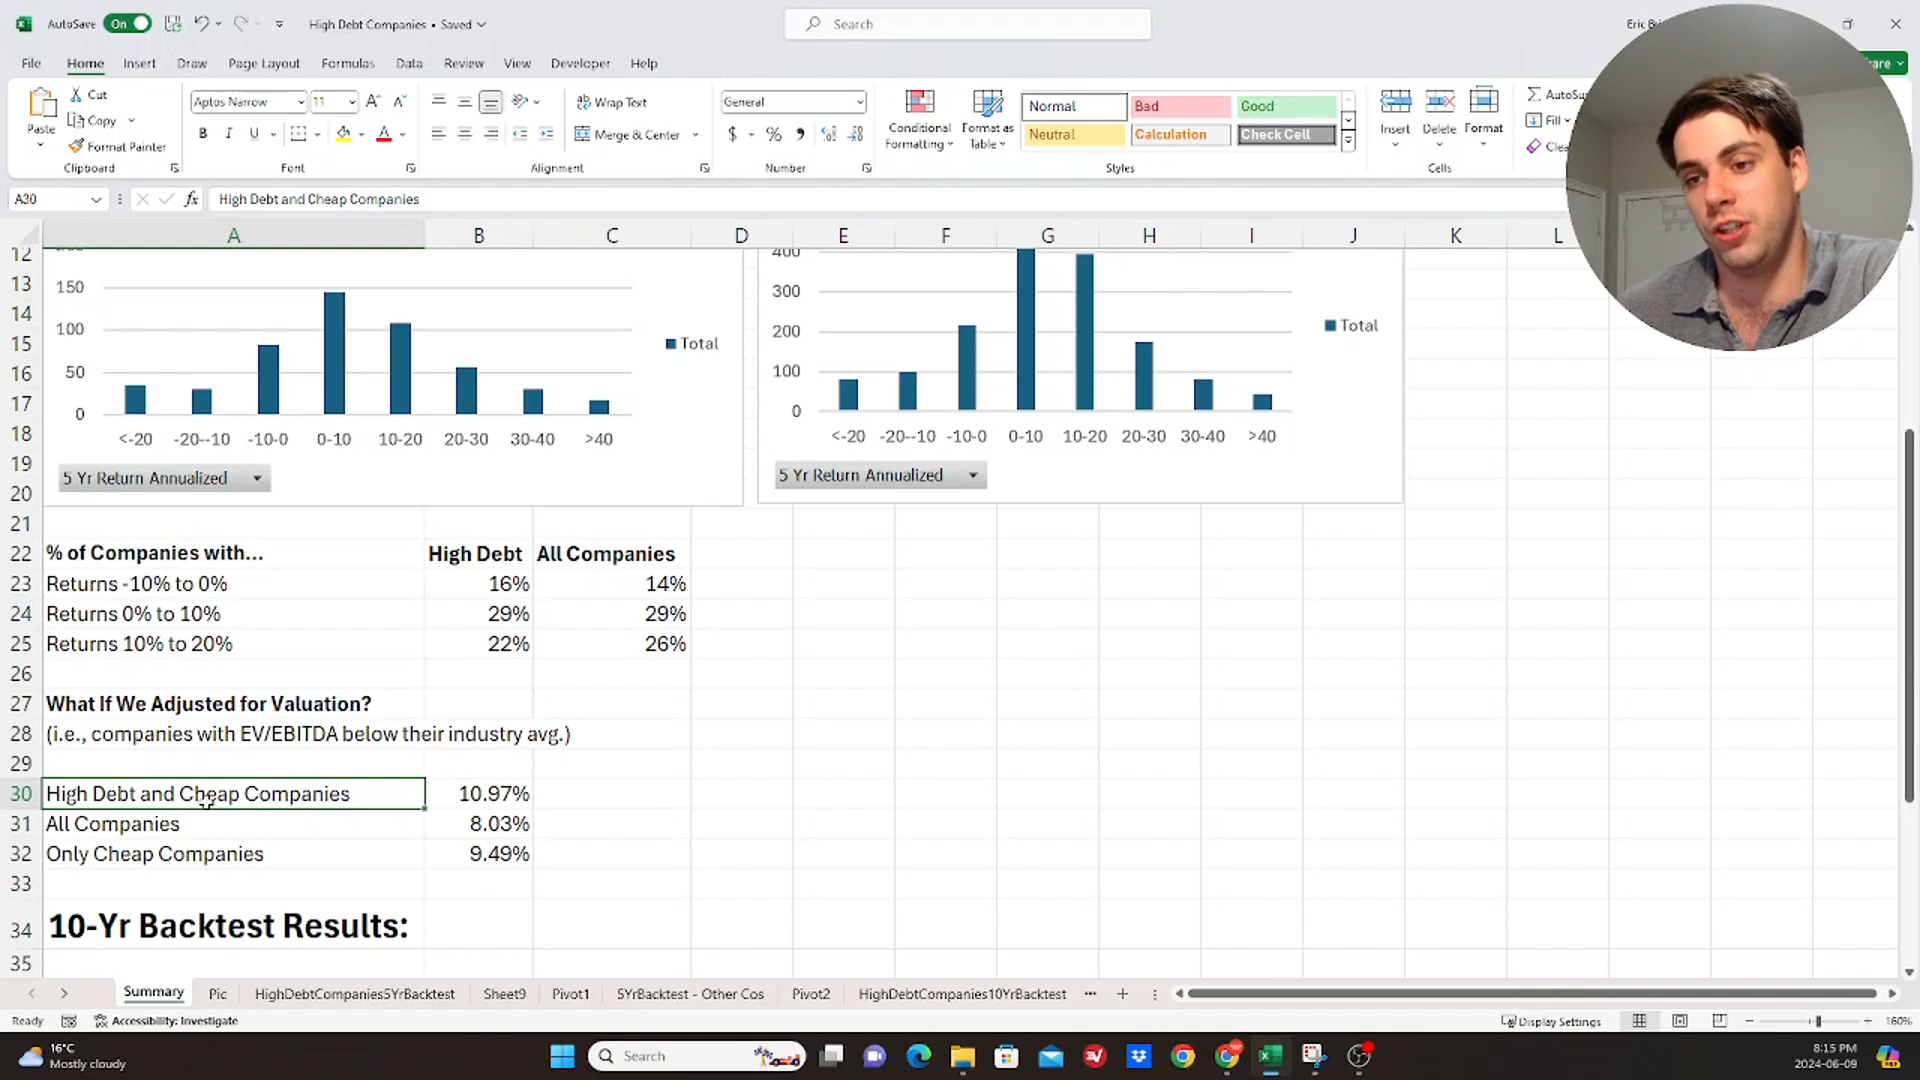 AutoSave On High Debt Companies • Saved Search Eric
File Home Insert Draw Page Layout Formulas Data Review View Developer Help
Paste Cut Copy Format Painter Clipboard
Aptos Narrow 11 B I U Font
Wrap Text Merge & Center Alignment
General $ % Number
Conditional Formatting Format as Table
Normal Bad Good
Neutral Calculation Check Cell
Styles
Insert Delete Format Cells
Fill
A30 fx High Debt and Cheap Companies
A B C D E F G H I J K L
12
13
14
15
16
17
18
19
20
21
150
100
50
0
<-20 -20--10 -10-0 0-10 10-20 20-30 30-40 >40
Total
5 Yr Return Annualized
400
300
200
100
0
<-20 -20--10 -10-0 0-10 10-20 20-30 30-40 >40
Total
5 Yr Return Annualized
22 % of Companies with... High Debt All Companies
23 Returns -10% to 0% 16% 14%
24 Returns 0% to 10% 29% 29%
25 Returns 10% to 20% 22% 26%
26
27 What If We Adjusted for Valuation?
28 (i.e., companies with EV/EBITDA below their industry avg.)
29
30 High Debt and Cheap Companies 10.97%
31 All Companies 8.03%
32 Only Cheap Companies 9.49%
33
34 10-Yr Backtest Results:
35
Summary Pic HighDebtCompanies5YrBacktest Sheet9 Pivot1 5YrBacktest - Other Cos Pivot2 HighDebtCompanies10YrBacktest
Ready Accessibility: Investigate Display Settings 160%
16°C
Mostly cloudy
Search
8:15 PM
2024-06-09